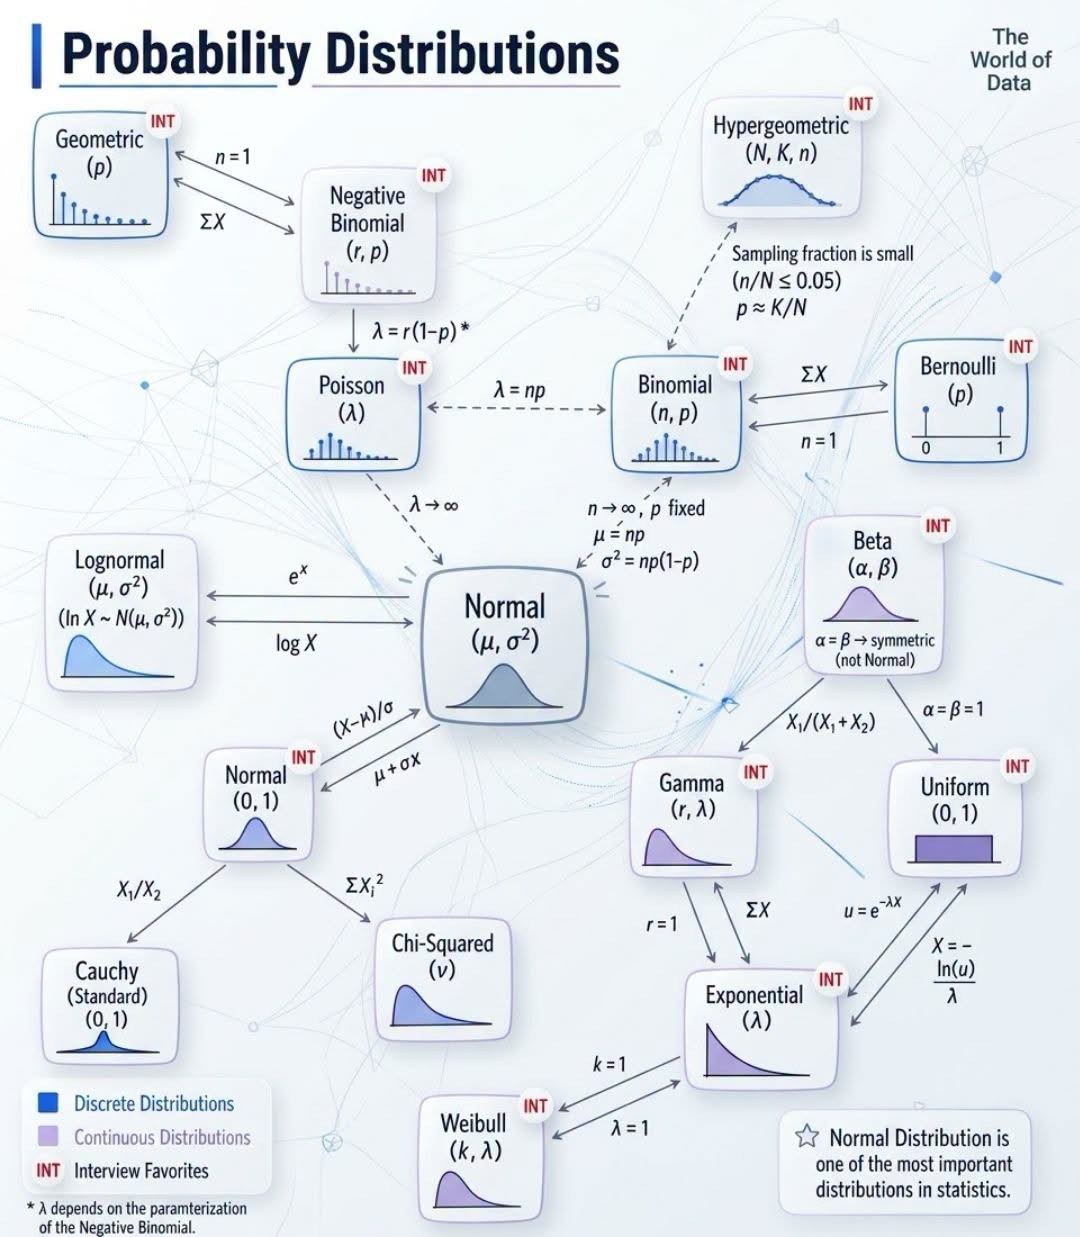 Probability Distributions
The
World of
Data
Geometric
(p)
INT
n = 1
ΣX
Negative
Binomial
(r, p)
INT
Hypergeometric
(N, K, n)
INT
Sampling fraction is small
(n/N ≤ 0.05)
p ≈ K/N
λ = r(1−p) *
Poisson
(λ)
INT
λ = np
Binomial
(n, p)
INT
ΣX
n = 1
Bernoulli
(p)
0 1
INT
λ → ∞
n → ∞, p fixed
μ = np
σ² = np(1−p)
Lognormal
(μ, σ²)
(ln X ~ N(μ, σ²))
eˣ
log X
Normal
(μ, σ²)
Beta
(α, β)
α = β → symmetric
(not Normal)
INT
(X−μ)/σ
μ + σx
X₁/(X₁ + X₂)
α = β = 1
Normal
(0, 1)
INT
Gamma
(r, λ)
INT
Uniform
(0, 1)
INT
X₁/X₂
ΣXᵢ²
r = 1
ΣX
u = e^−λX
X = −
ln(u)
λ
Cauchy
(Standard)
(0, 1)
Chi-Squared
(ν)
Exponential
(λ)
INT
k = 1
λ = 1
Weibull
(k, λ)
INT
Discrete Distributions
Continuous Distributions
INT Interview Favorites
* λ depends on the paramterization
of the Negative Binomial.
Normal Distribution is
one of the most important
distributions in statistics.